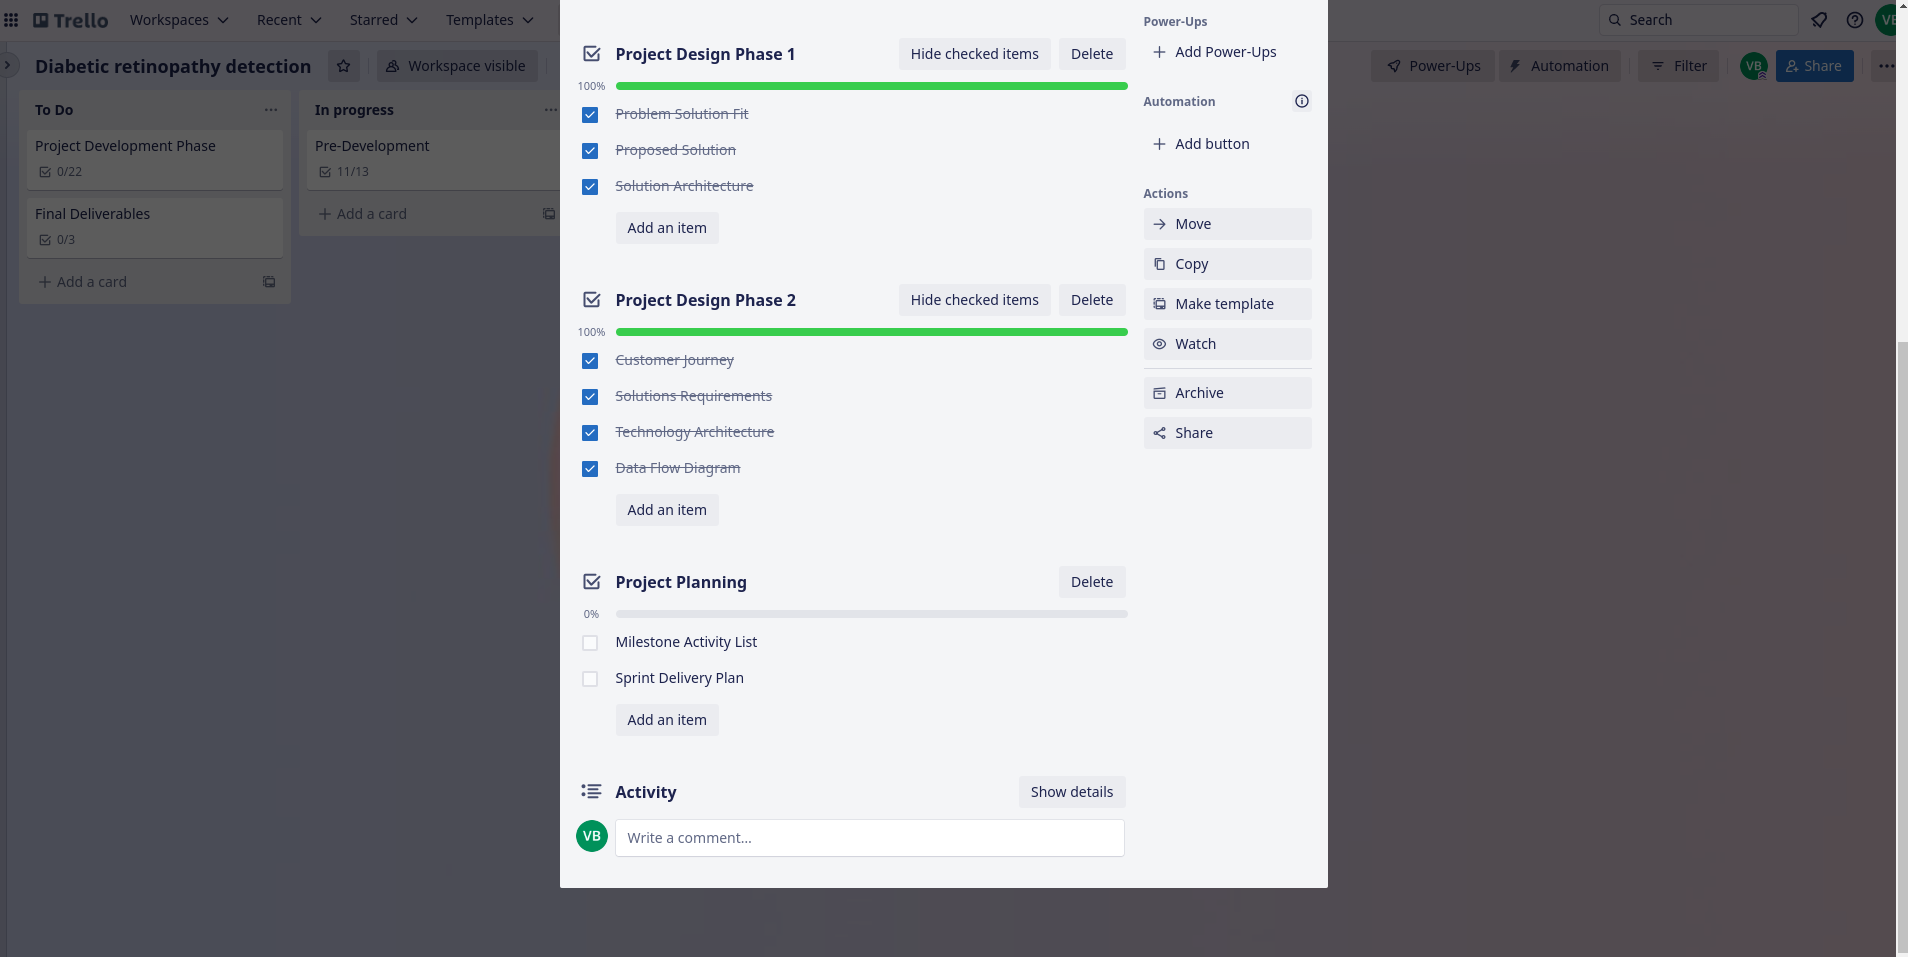 Trello
Workspaces
Recent
Starred
Templates
Search
Diabetic retinopathy detection
Workspace visible
Power-Ups
Automation
Filter
VB
Share
To Do
Project Development Phase
0/22
Final Deliverables
0/3
Add a card
In progress
Pre-Development
11/13
Add a card
Project Design Phase 1
Hide checked items
Delete
100%
Problem Solution Fit
Proposed Solution
Solution Architecture
Add an item
Project Design Phase 2
Hide checked items
Delete
100%
Customer Journey
Solutions Requirements
Technology Architecture
Data Flow Diagram
Add an item
Project Planning
Delete
0%
Milestone Activity List
Sprint Delivery Plan
Add an item
Activity
Show details
VB
Write a comment…
Power-Ups
Add Power-Ups
Automation
Add button
Actions
Move
Copy
Make template
Watch
Archive
Share